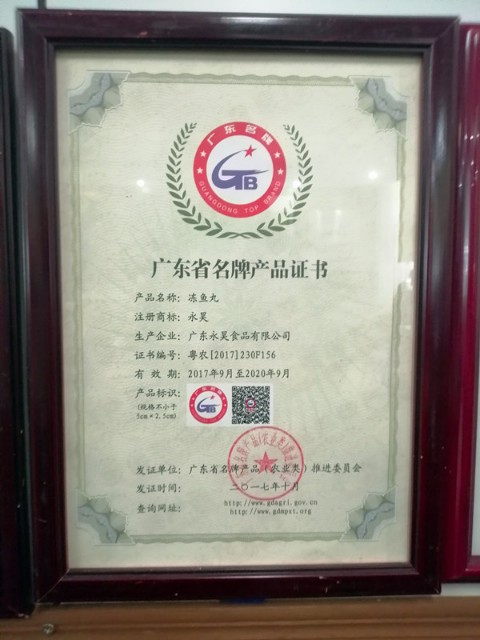 广东名牌
GTB
GUANGDONG TOP BRAND
广东省名牌产品证书
产品名称：冻鱼丸
注册商标：永昊
生产企业：广东永昊食品有限公司
证书编号：粤农[2017]230F156
有 效 期：2017年9月至2020年9月
产品标识：
(规格不小于
5cm*2.5cm)
发证单位：广东省名牌产品（农业类）推进委员会
发证时间：二〇一七年十月
查询网址：http://www.gdagri.gov.cn
http://www.gdmpxt.org